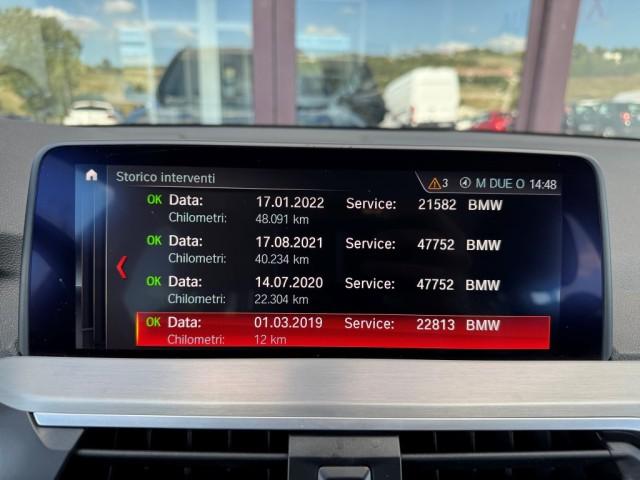 Storico interventi 3 M DUE O 14:48
OK Data: 17.01.2022 Service: 21582 BMW
Chilometri: 48.091 km
OK Data: 17.08.2021 Service: 47752 BMW
Chilometri: 40.234 km
OK Data: 14.07.2020 Service: 47752 BMW
Chilometri: 22.304 km
OK Data: 01.03.2019 Service: 22813 BMW
Chilometri: 12 km